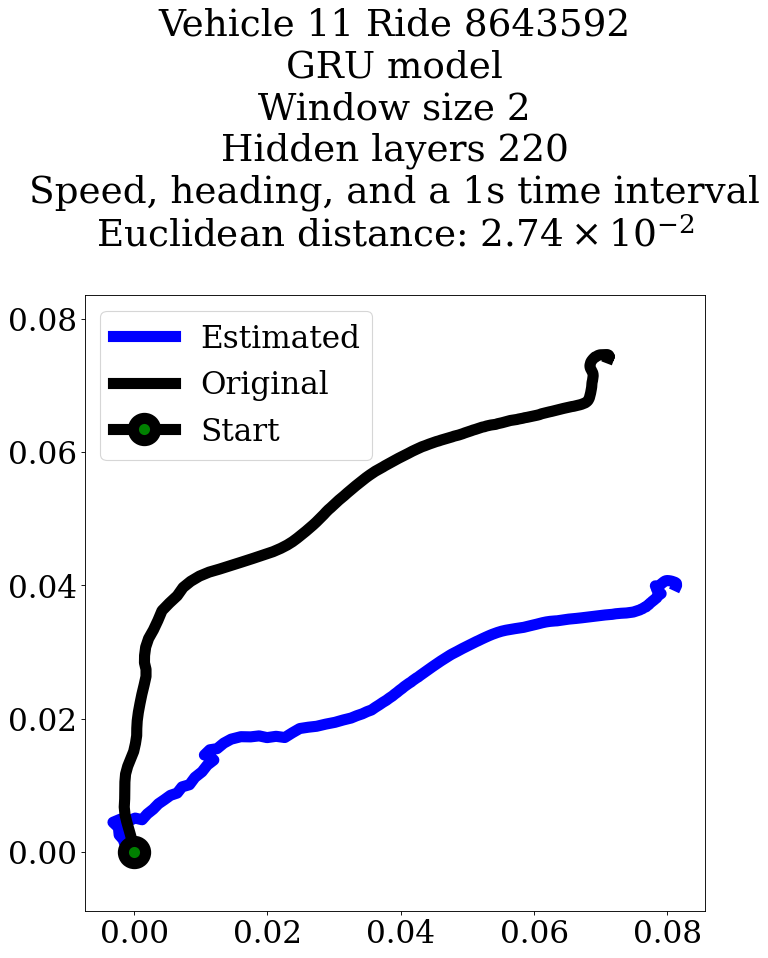 Vehicle 11 Ride 8643592
GRU model
Window size 2
Hidden layers 220
Speed, heading, and a 1s time interval
Euclidean distance: 2.74 × 10⁻²
0.08
0.06
0.04
0.02
0.00
Estimated
Original
Start
0.00 0.02 0.04 0.06 0.08